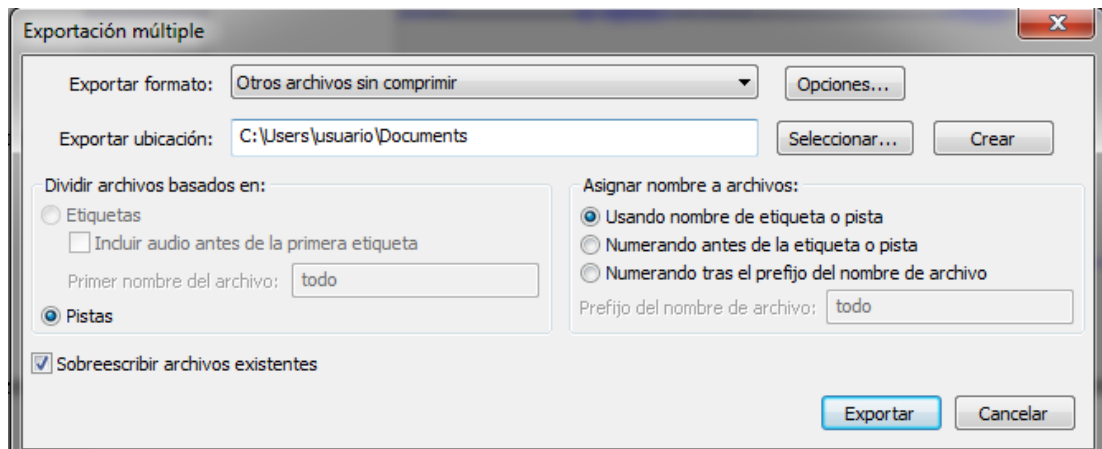 Exportación múltiple
Exportar formato: Otros archivos sin comprimir Opciones...
Exportar ubicación: C:\Users\usuario\Documents Seleccionar... Crear
Dividir archivos basados en:
Etiquetas
Incluir audio antes de la primera etiqueta
Primer nombre del archivo: todo
Pistas
Asignar nombre a archivos:
Usando nombre de etiqueta o pista
Numerando antes de la etiqueta o pista
Numerando tras el prefijo del nombre de archivo
Prefijo del nombre de archivo: todo
Sobreescribir archivos existentes
Exportar Cancelar